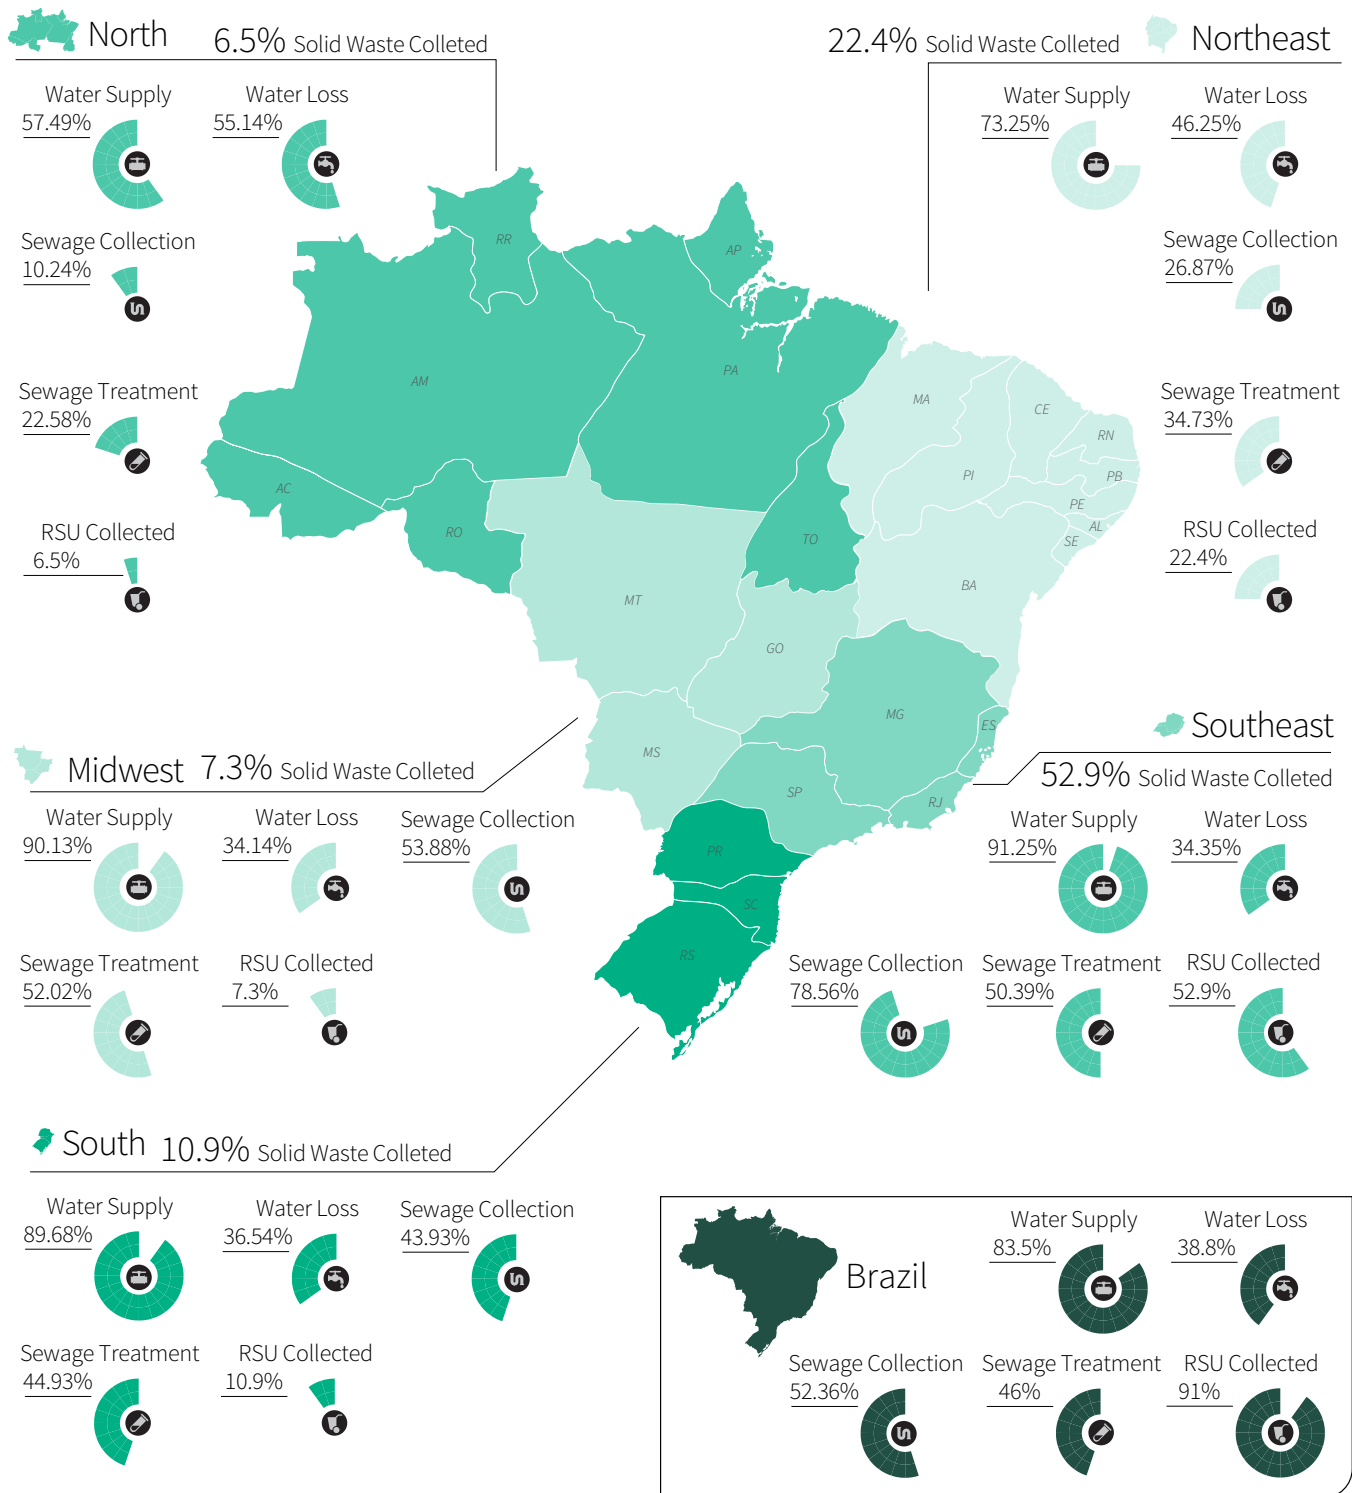 North
6.5% Solid Waste Colleted
Water Supply
57.49%
Water Loss
55.14%
Sewage Collection
10.24%
Sewage Treatment
22.58%
RSU Collected
6.5%
22.4% Solid Waste Colleted
Northeast
Water Supply
73.25%
Water Loss
46.25%
Sewage Collection
26.87%
Sewage Treatment
34.73%
RSU Collected
22.4%
RR
AP
AM
PA
MA
CE
RN
PI
PB
PE
AL
SE
AC
RO
TO
BA
MT
GO
MG
ES
MS
SP
RJ
PR
SC
RS
Midwest 7.3% Solid Waste Colleted
Water Supply
90.13%
Water Loss
34.14%
Sewage Collection
53.88%
Sewage Treatment
52.02%
RSU Collected
7.3%
Southeast
52.9% Solid Waste Colleted
Water Supply
91.25%
Water Loss
34.35%
Sewage Collection
78.56%
Sewage Treatment
50.39%
RSU Collected
52.9%
South 10.9% Solid Waste Colleted
Water Supply
89.68%
Water Loss
36.54%
Sewage Collection
43.93%
Sewage Treatment
44.93%
RSU Collected
10.9%
Brazil
Water Supply
83.5%
Water Loss
38.8%
Sewage Collection
52.36%
Sewage Treatment
46%
RSU Collected
91%